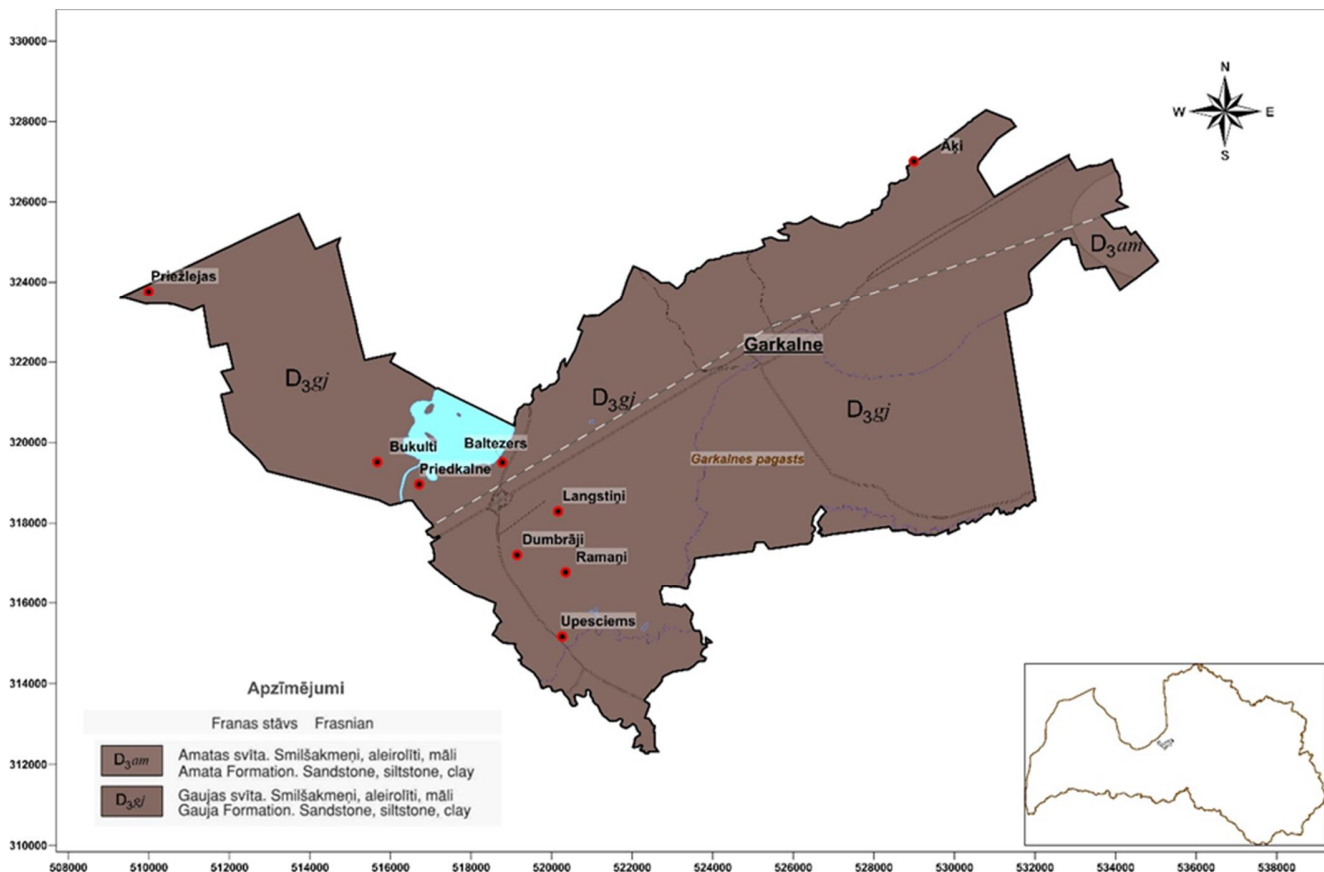 330000
328000
326000
324000
322000
320000
318000
316000
314000
312000
310000
508000 510000 512000 514000 516000 518000 520000 522000 524000 526000 528000 530000 532000 534000 536000 538000
N
W E
S
Āķi
D₃am
Priežlejas
Garkalne
D₃gj
D₃gj
D₃gj
Bukulti
Baltezers
Priedkalne
Garkalnes pagasts
Langstiņi
Dumbrāji
Ramaņi
Upesciems
Apzīmējumi
Franas stāvs Frasnian
D₃am
Amatas svīta. Smilšakmeņi, aleirolīti, māli
Amata Formation. Sandstone, siltstone, clay
D₃gj
Gaujas svīta. Smilšakmeņi, aleirolīti, māli
Gauja Formation. Sandstone, siltstone, clay